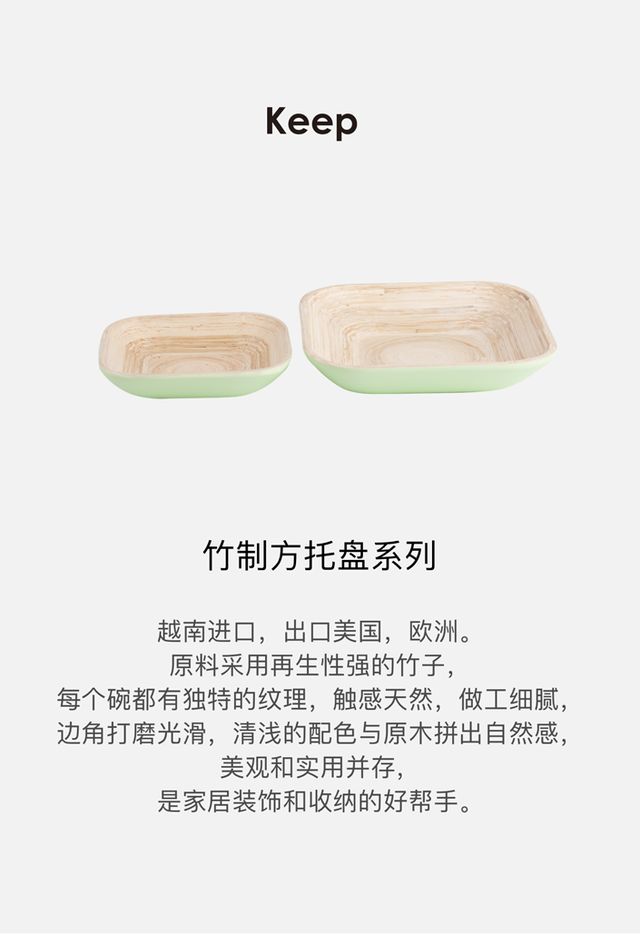 Keep
竹制方托盘系列
越南进口，出口美国，欧洲。
原料采用再生性强的竹子，
每个碗都有独特的纹理，触感天然，做工细腻，
边角打磨光滑，清浅的配色与原木拼出自然感，
美观和实用并存，
是家居装饰和收纳的好帮手。